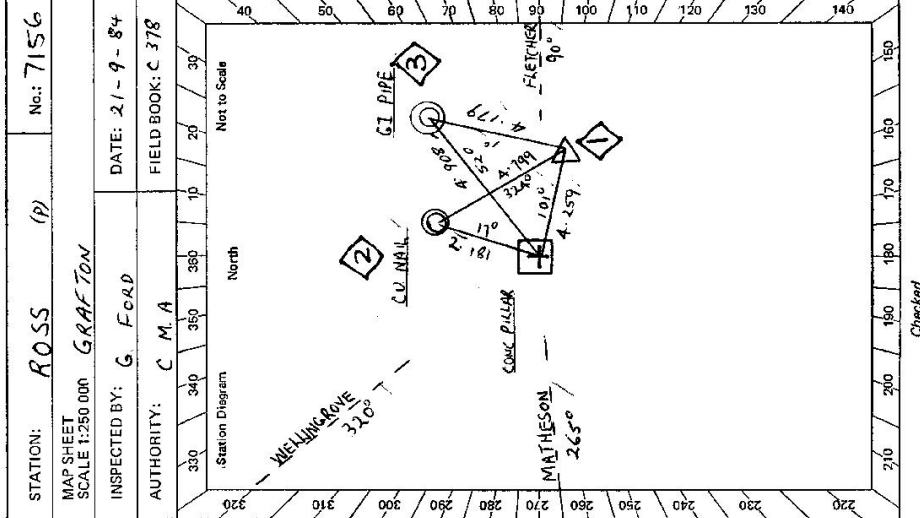 STATION: ROSS (P) No.: 7156
MAP SHEET
SCALE 1:250 000 GRAFTON
INSPECTED BY: G FORD DATE: 21-9-84
AUTHORITY: C M.A FIELD BOOK: C 378
330 340 350 360 10 20 30
Station Diagram North Not to Scale
320 310 300 290 280 270 260 250 240 230 220
40 50 60 70 80 90 100 110 120 130 140
150 160 170 180 190 200 210
WELLINGROVE
320°
MATHESON
265°
FLETCHER
90°
GI PIPE
3
CU NAIL
2
CONC PILLAR
1
4.179
4.908
52°
4.799
324°
101°
4.259
17°
2.181
Checked